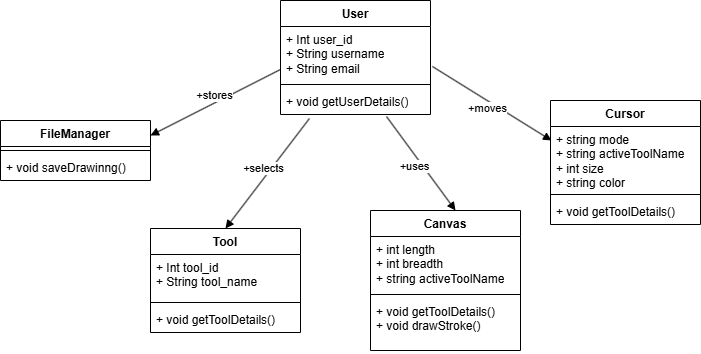 User
+ Int user_id
+ String username
+ String email
+ void getUserDetails()
+stores
+moves
+selects
+uses
FileManager
+ void saveDrawinng()
Cursor
+ string mode
+ string activeToolName
+ int size
+ string color
+ void getToolDetails()
Tool
+ Int tool_id
+ String tool_name
+ void getToolDetails()
Canvas
+ int length
+ int breadth
+ string activeToolName
+ void getToolDetails()
+ void drawStroke()